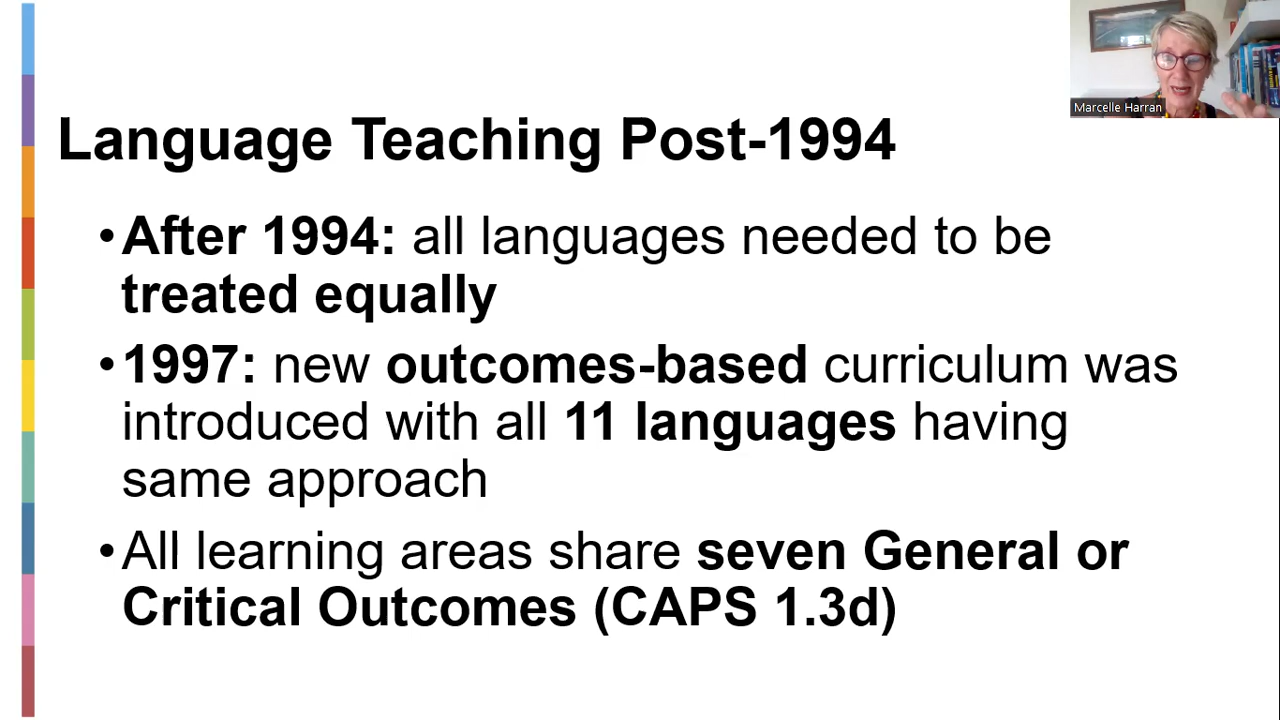 Marcelle Harran
Language Teaching Post-1994
•After 1994: all languages needed to be
treated equally
•1997: new outcomes-based curriculum was
introduced with all 11 languages having
same approach
•All learning areas share seven General or
Critical Outcomes (CAPS 1.3d)